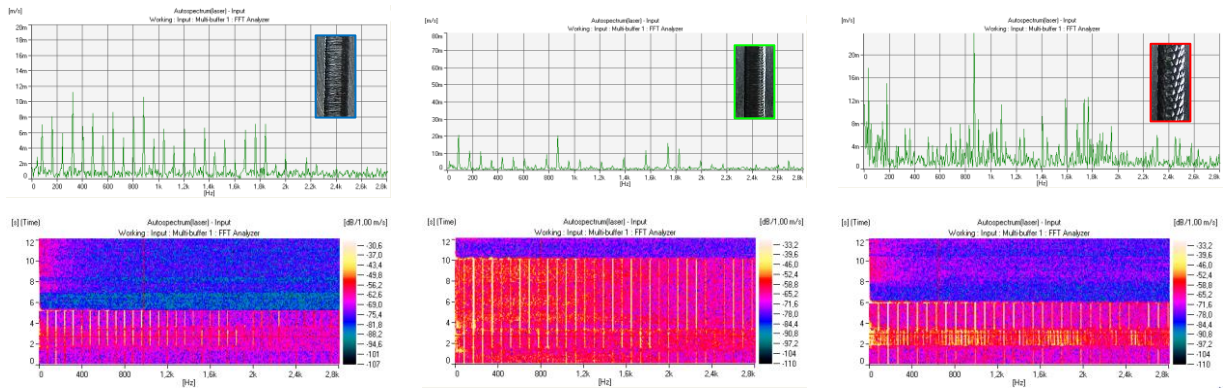 [m/s] Autospectrum(laser) - Input
Working : Input : Multi-buffer 1 : FFT Analyzer
20m
18m
16m
14m
12m
10m
8m
6m
4m
2m
0
0 200 400 600 800 1k 1,2k 1,4k 1,6k 1,8k 2k 2,2k 2,4k 2,8k
[Hz]
[m/s] Autospectrum(laser) - Input
Working : Input : Multi-buffer 1 : FFT Analyzer
80m
70m
60m
50m
40m
30m
20m
10m
0
0 200 400 600 800 1k 1,2k 1,4k 1,6k 1,8k 2k 2,2k 2,4k 2,8k
[Hz]
[m/s] Autospectrum(laser) - Input
Working : Input : Multi-buffer 1 : FFT Analyzer
20m
16m
12m
8m
4m
0
0 200 400 600 800 1k 1,2k 1,4k 1,6k 1,8k 2k 2,2k 2,4k 2,8k
[Hz]
[s] (Time) Autospectrum(laser) - Input [dB/1,00 m/s]
Working : Input : Multi-buffer 1 : FFT Analyzer
12
10
8
6
4
2
0
0 400 800 1,2k 1,6k 2k 2,4k 2,8k
[Hz]
-30,6
-37,0
-43,4
-49,8
-56,2
-62,6
-69,0
-75,4
-81,8
-88,2
-94,6
-101
-107
[s] (Time) Autospectrum(laser) - Input [dB/1,00 m/s]
Working : Input : Multi-buffer 1 : FFT Analyzer
12
10
8
6
4
2
0
0 400 800 1,2k 1,6k 2k 2,4k 2,8k
[Hz]
-33,2
-39,6
-46,0
-52,4
-58,8
-65,2
-71,6
-78,0
-84,4
-90,8
-97,2
-104
-110
[s] (Time) Autospectrum(laser) - Input [dB/1,00 m/s]
Working : Input : Multi-buffer 1 : FFT Analyzer
12
10
8
6
4
2
0
0 400 800 1,2k 1,6k 2k 2,4k 2,8k
[Hz]
-33,2
-39,6
-46,0
-52,4
-58,8
-65,2
-71,6
-78,0
-84,4
-90,8
-97,2
-104
-110